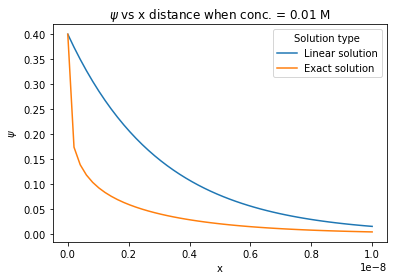 ψ vs x distance when conc. = 0.01 M
Solution type
Linear solution
Exact solution
0.40
0.35
0.30
0.25
0.20
0.15
0.10
0.05
0.00
ψ
0.0 0.2 0.4 0.6 0.8 1.0
1e−8
x